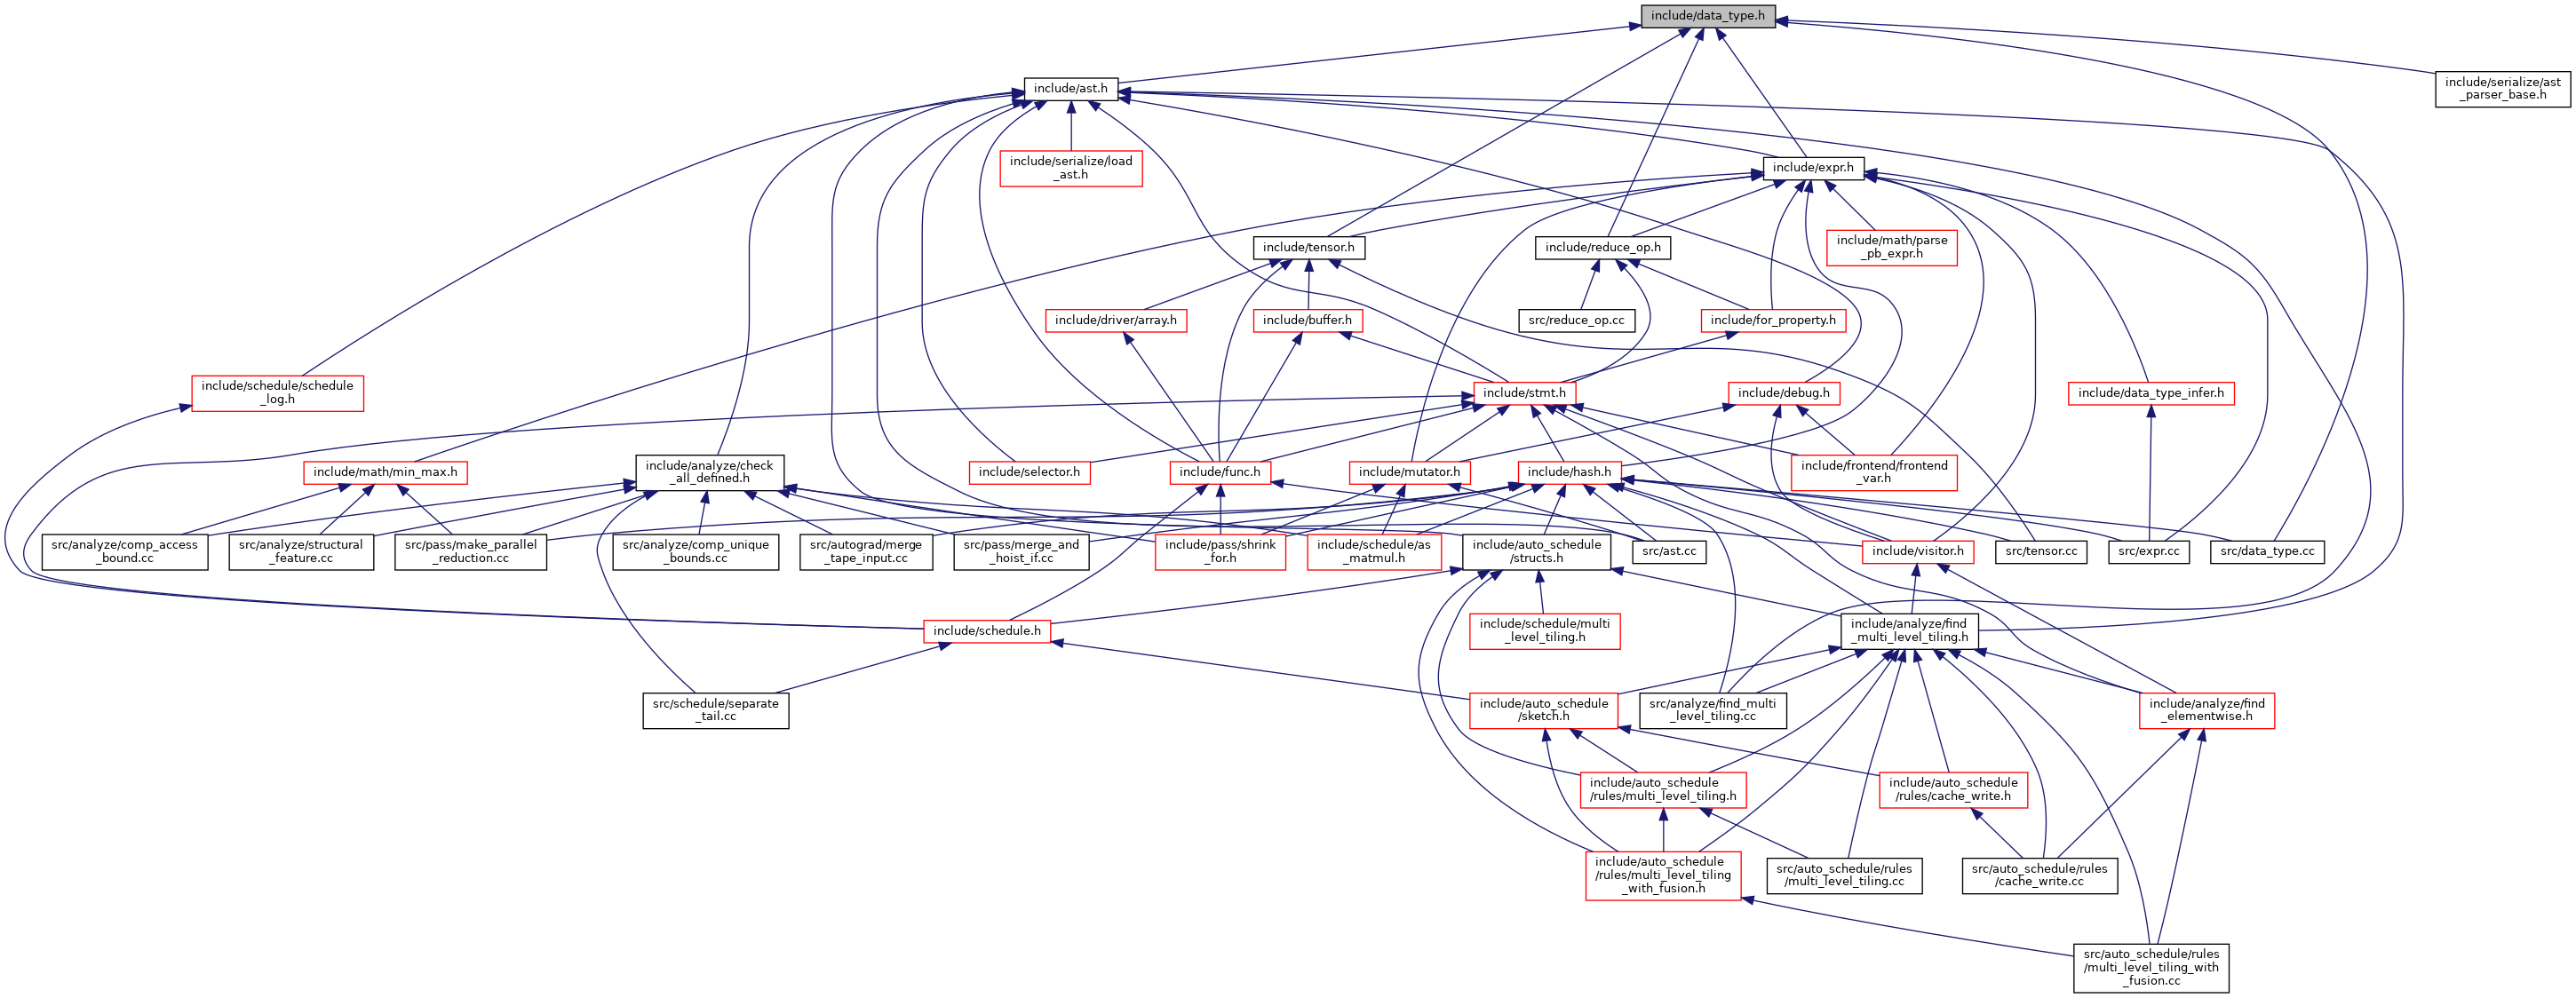 include/data_type.h
include/ast.h
include/serialize/ast
_parser_base.h
include/serialize/load
_ast.h
include/expr.h
include/tensor.h
include/reduce_op.h
include/math/parse
_pb_expr.h
include/driver/array.h
include/buffer.h
src/reduce_op.cc
include/for_property.h
include/schedule/schedule
_log.h
include/stmt.h
include/debug.h
include/data_type_infer.h
include/math/min_max.h
include/analyze/check
_all_defined.h
include/selector.h
include/func.h
include/mutator.h
include/hash.h
include/frontend/frontend
_var.h
src/analyze/comp_access
_bound.cc
src/analyze/structural
_feature.cc
src/pass/make_parallel
_reduction.cc
src/analyze/comp_unique
_bounds.cc
src/autograd/merge
_tape_input.cc
src/pass/merge_and
_hoist_if.cc
include/pass/shrink
_for.h
include/schedule/as
_matmul.h
include/auto_schedule
/structs.h
src/ast.cc
include/visitor.h
src/tensor.cc
src/expr.cc
src/data_type.cc
include/schedule.h
include/schedule/multi
_level_tiling.h
include/analyze/find
_multi_level_tiling.h
src/schedule/separate
_tail.cc
include/auto_schedule
/sketch.h
src/analyze/find_multi
_level_tiling.cc
include/analyze/find
_elementwise.h
include/auto_schedule
/rules/multi_level_tiling.h
include/auto_schedule
/rules/cache_write.h
include/auto_schedule
/rules/multi_level_tiling
_with_fusion.h
src/auto_schedule/rules
/multi_level_tiling.cc
src/auto_schedule/rules
/cache_write.cc
src/auto_schedule/rules
/multi_level_tiling_with
_fusion.cc